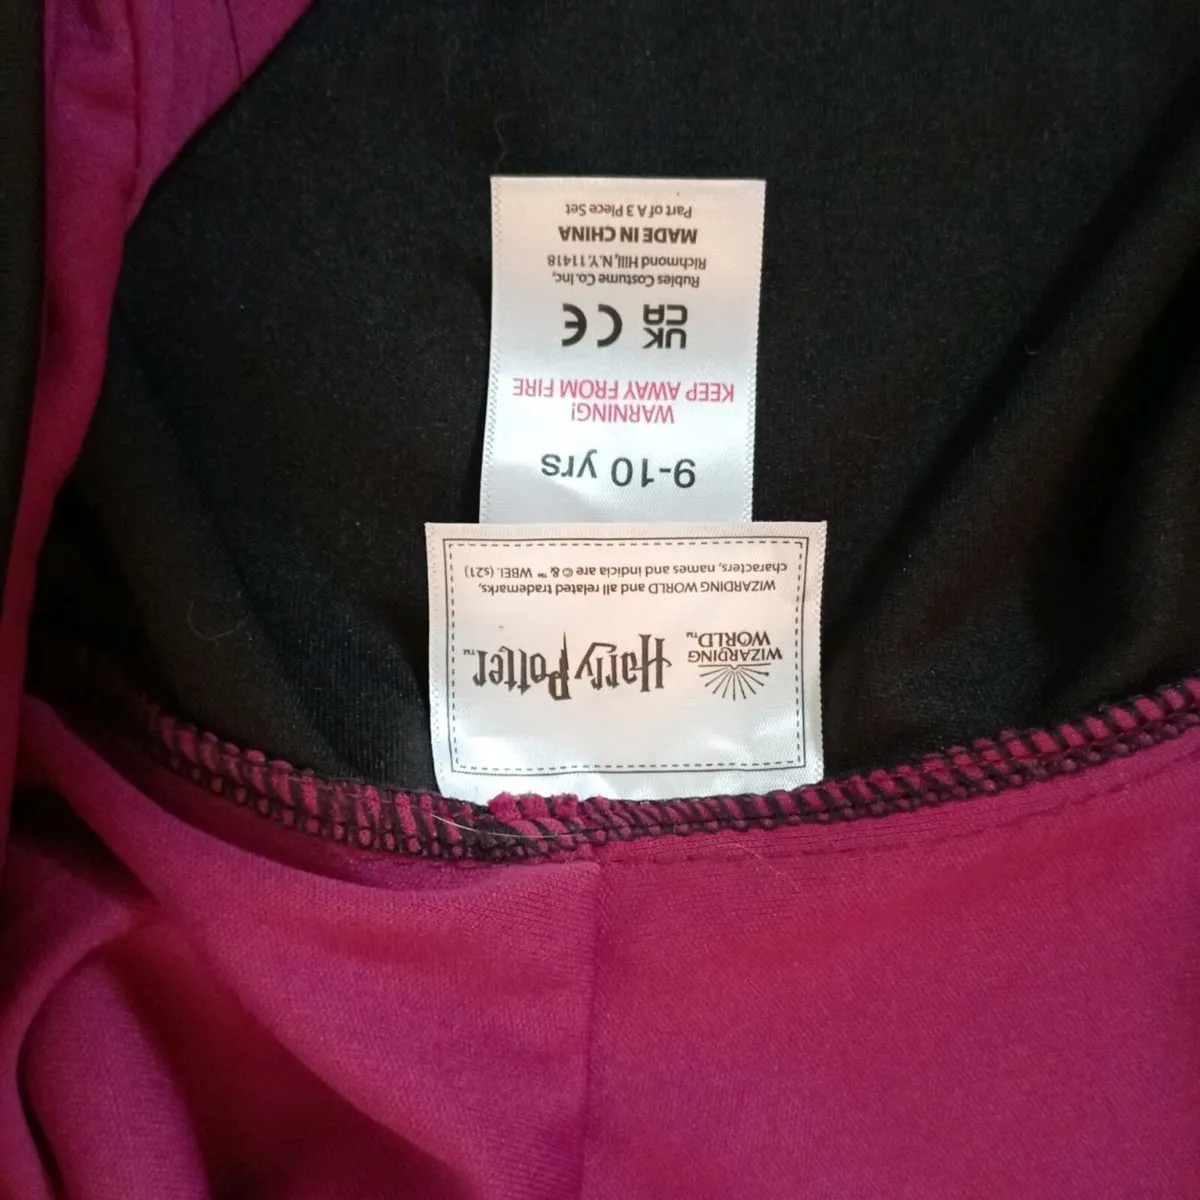 WIZARDING
WORLD™
Harry Potter™
WIZARDING WORLD and all related trademarks,
characters, names and indicia are © & ™ WBEI. (s21)
9-10 yrs
WARNING!
KEEP AWAY FROM FIRE
UK
CA
CE
Rubies Costume Co. Inc,
Richmond Hill, N.Y. 11418
MADE IN CHINA
Part of A 3 Piece Set